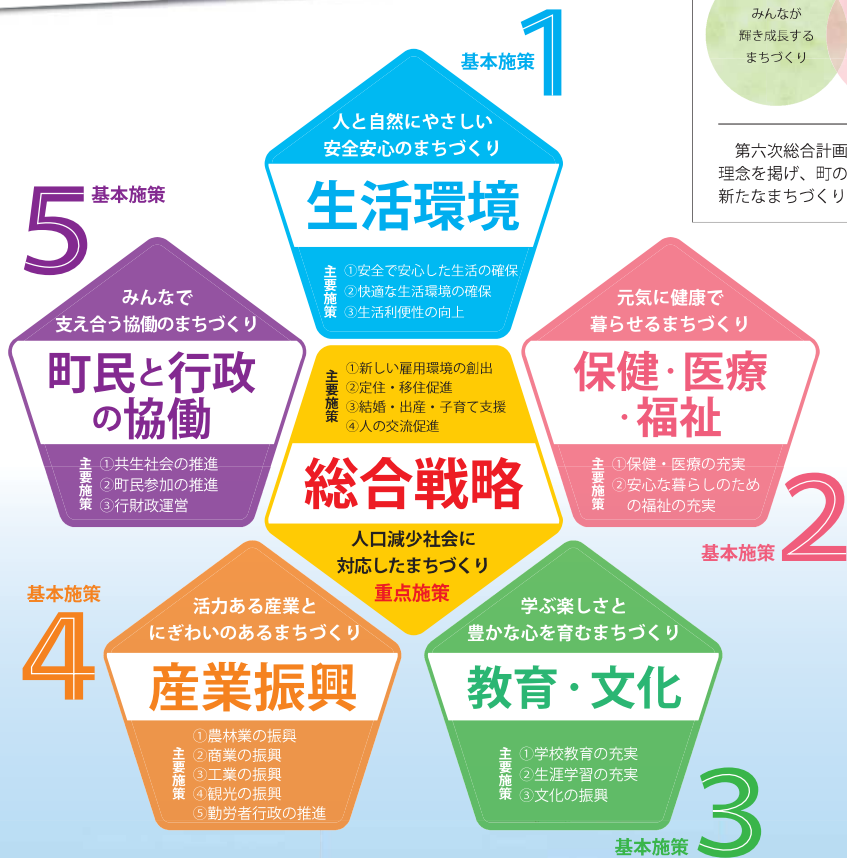 みんなが
輝き成長する
まちづくり
第六次総合計画
理念を掲げ、町の
新たなまちづくり
基本施策1
人と自然にやさしい
安全安心のまちづくり
生活環境
主要施策
①安全で安心した生活の確保
②快適な生活環境の確保
③生活利便性の向上
基本施策2
元気に健康で
暮らせるまちづくり
保健・医療
・福祉
主要施策
①保健・医療の充実
②安心な暮らしのため
の福祉の充実
基本施策3
学ぶ楽しさと
豊かな心を育むまちづくり
教育・文化
主要施策
①学校教育の充実
②生涯学習の充実
③文化の振興
基本施策4
活力ある産業と
にぎわいのあるまちづくり
産業振興
主要施策
①農林業の振興
②商業の振興
③工業の振興
④観光の振興
⑤勤労者行政の推進
基本施策5
みんなで
支え合う協働のまちづくり
町民と行政
の協働
主要施策
①共生社会の推進
②町民参加の推進
③行財政運営
主要施策
①新しい雇用環境の創出
②定住・移住促進
③結婚・出産・子育て支援
④人の交流促進
総合戦略
人口減少社会に
対応したまちづくり
重点施策